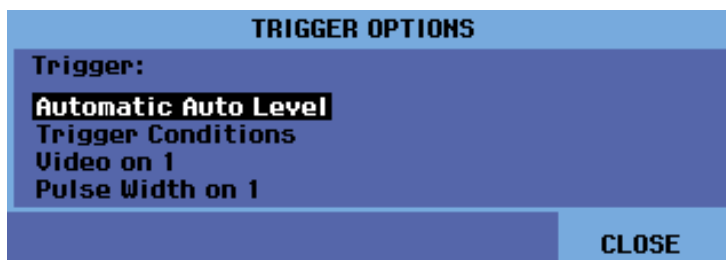 TRIGGER OPTIONS
Trigger:
Automatic Auto Level
Trigger Conditions
Video on 1
Pulse Width on 1
CLOSE